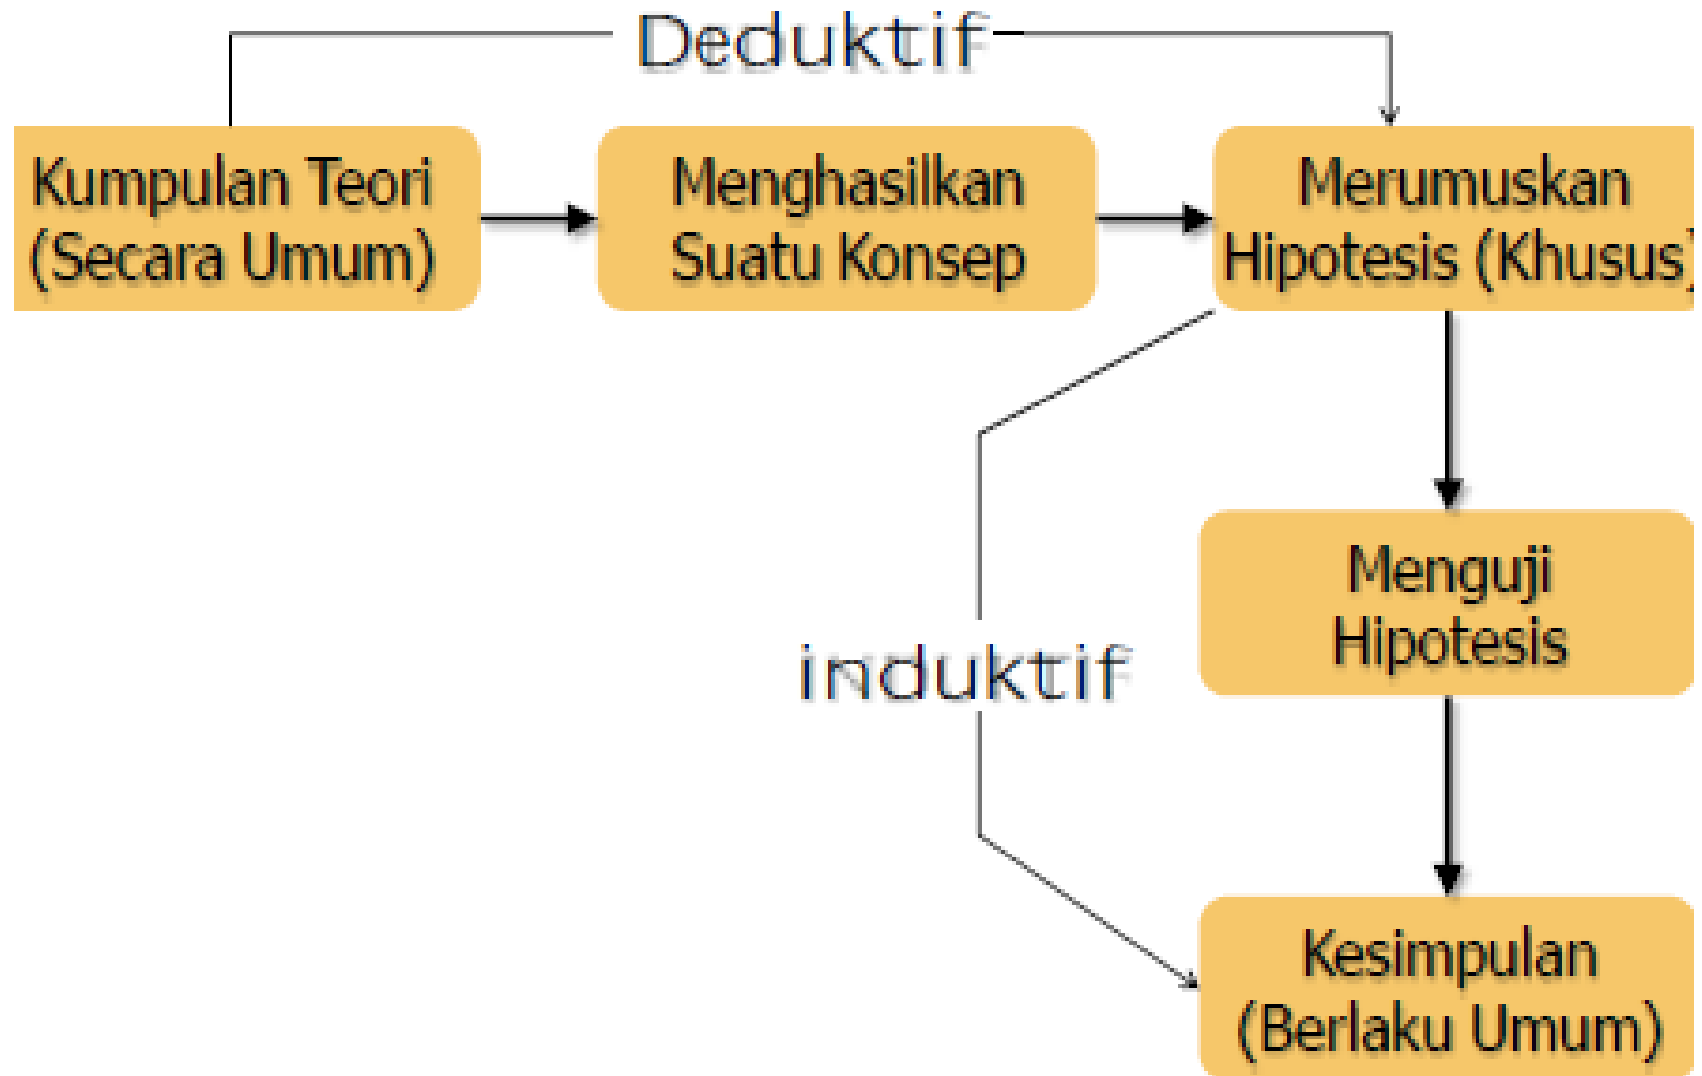 Deduktif
Kumpulan Teori
(Secara Umum)
Menghasilkan
Suatu Konsep
Merumuskan
Hipotesis (Khusus)
Menguji
Hipotesis
induktif
Kesimpulan
(Berlaku Umum)